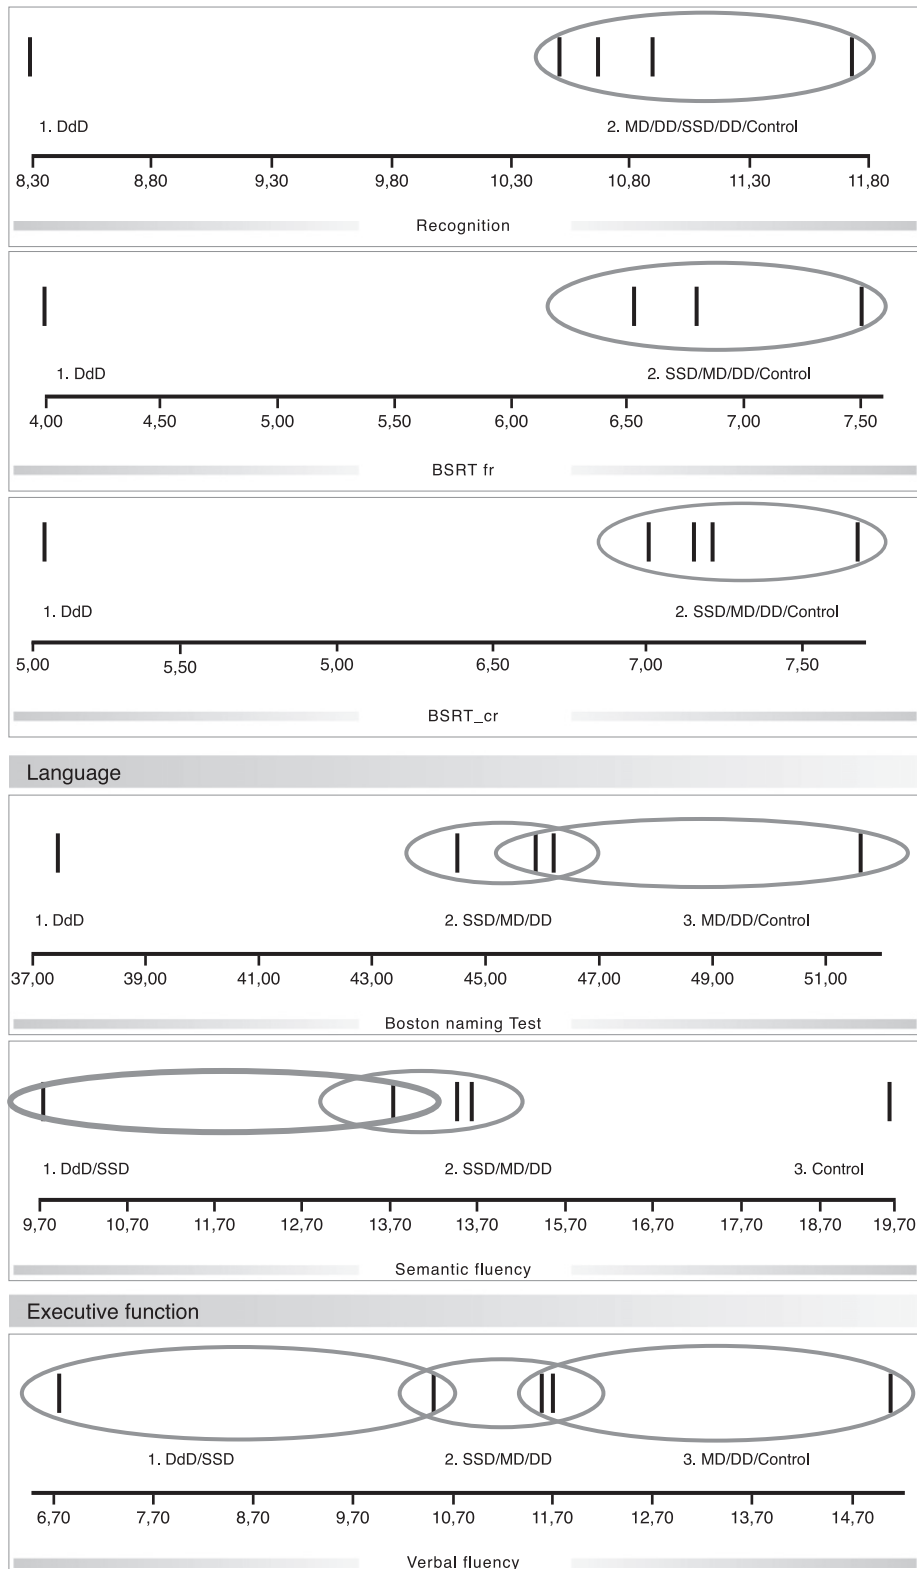 1. DdD 2. MD/DD/SSD/DD/Control
8,30 8,80 9,30 9,80 10,30 10,80 11,30 11,80
Recognition
1. DdD 2. SSD/MD/DD/Control
4,00 4,50 5,00 5,50 6,00 6,50 7,00 7,50
BSRT fr
1. DdD 2. SSD/MD/DD/Control
5,00 5,50 5,00 6,50 7,00 7,50
BSRT_cr
Language
1. DdD 2. SSD/MD/DD 3. MD/DD/Control
37,00 39,00 41,00 43,00 45,00 47,00 49,00 51,00
Boston naming Test
1. DdD/SSD 2. SSD/MD/DD 3. Control
9,70 10,70 11,70 12,70 13,70 13,70 15,70 16,70 17,70 18,70 19,70
Semantic fluency
Executive function
1. DdD/SSD 2. SSD/MD/DD 3. MD/DD/Control
6,70 7,70 8,70 9,70 10,70 11,70 12,70 13,70 14,70
Verbal fluency